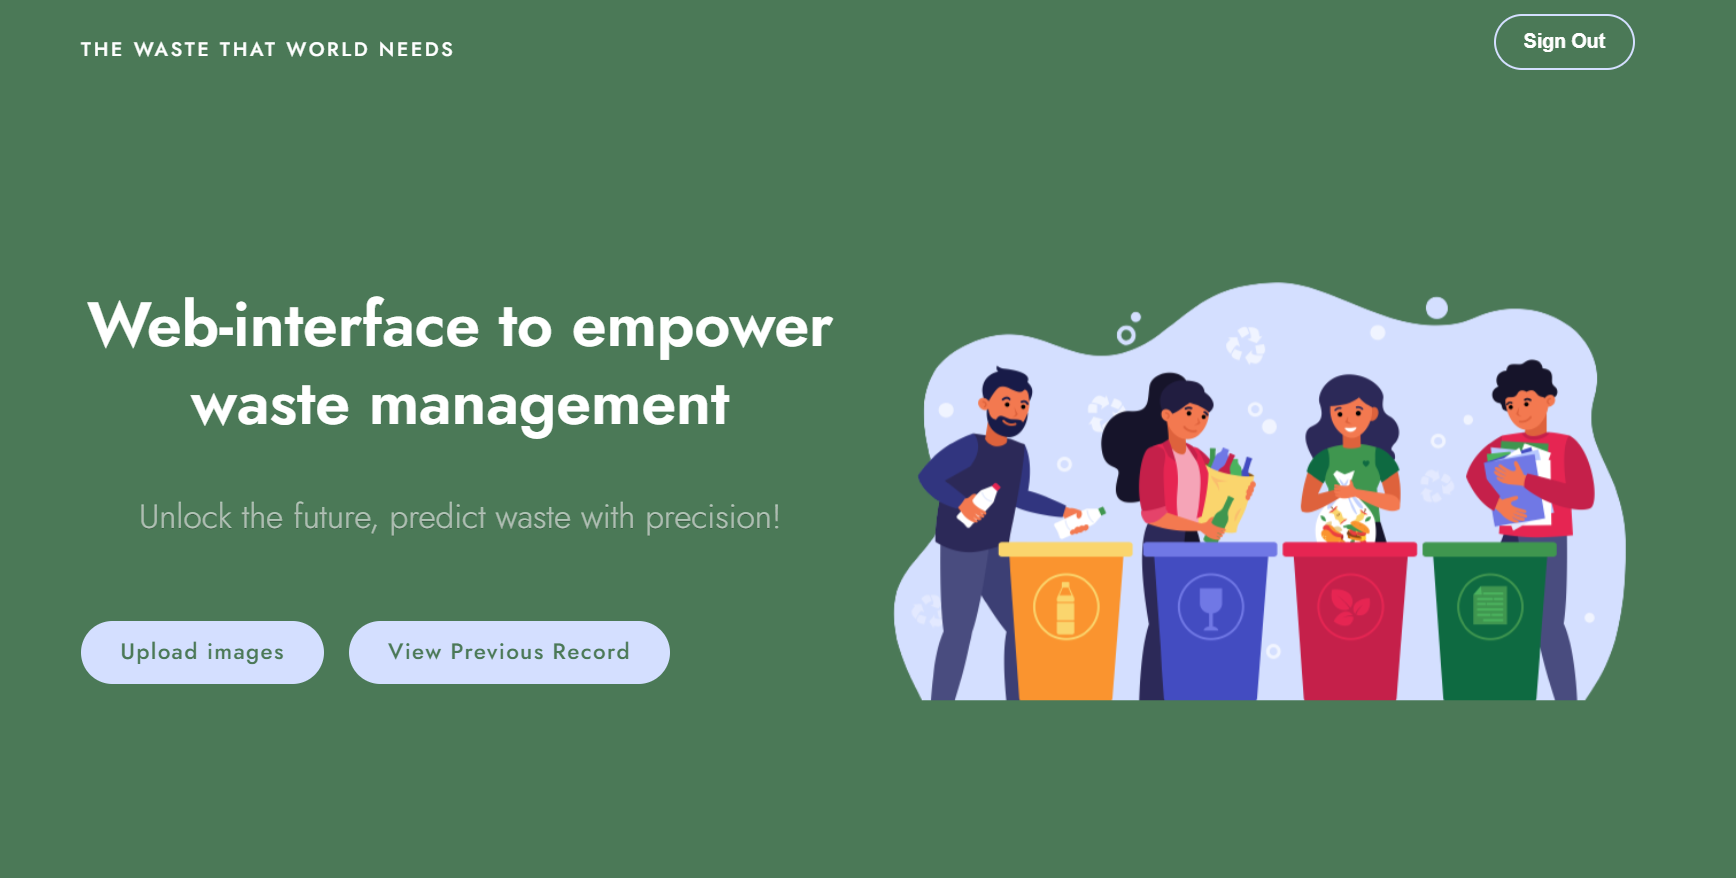 THE WASTE THAT WORLD NEEDS
Sign Out
Web-interface to empower
waste management
Unlock the future, predict waste with precision!
Upload images
View Previous Record